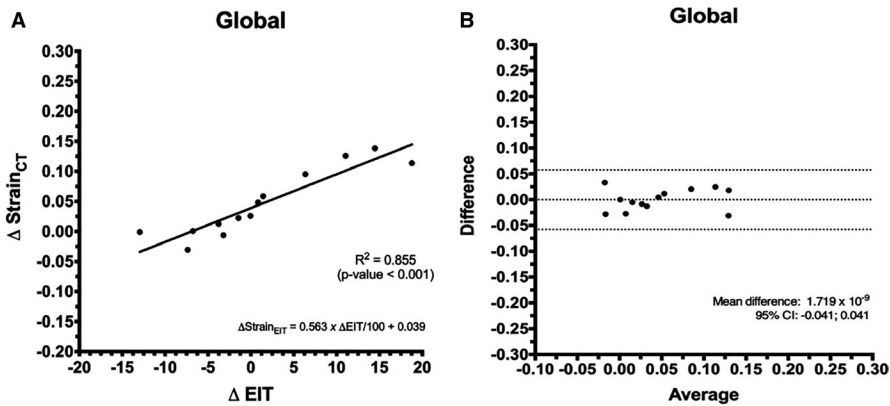 A
Global
Δ StrainCT
0.30
0.25
0.20
0.15
0.10
0.05
0.00
-0.05
-0.10
-0.15
-0.20
-20 -15 -10 -5 0 5 10 15 20
Δ EIT
R² = 0.855
(p-value < 0.001)
ΔStrainEIT = 0.563 x ΔEIT/100 + 0.039
B
Global
Difference
0.30
0.25
0.20
0.15
0.10
0.05
0.00
-0.05
-0.10
-0.15
-0.20
-0.25
-0.30
-0.10 -0.05 0.00 0.05 0.10 0.15 0.20 0.25 0.30
Average
Mean difference: 1.719 x 10⁻⁹
95% CI: -0.041; 0.041